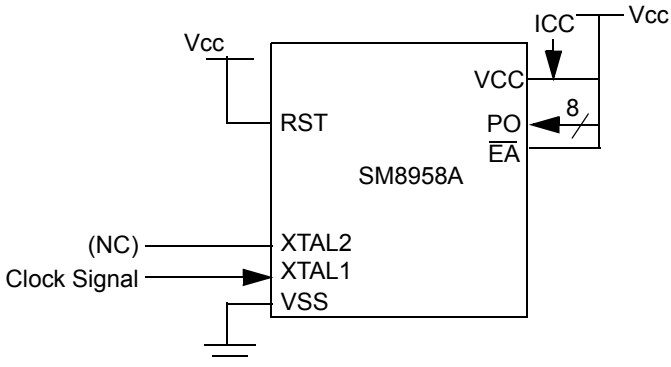 ICC
Vcc
Vcc
VCC
8
RST
PO
EA
SM8958A
(NC)
XTAL2
Clock Signal
XTAL1
VSS